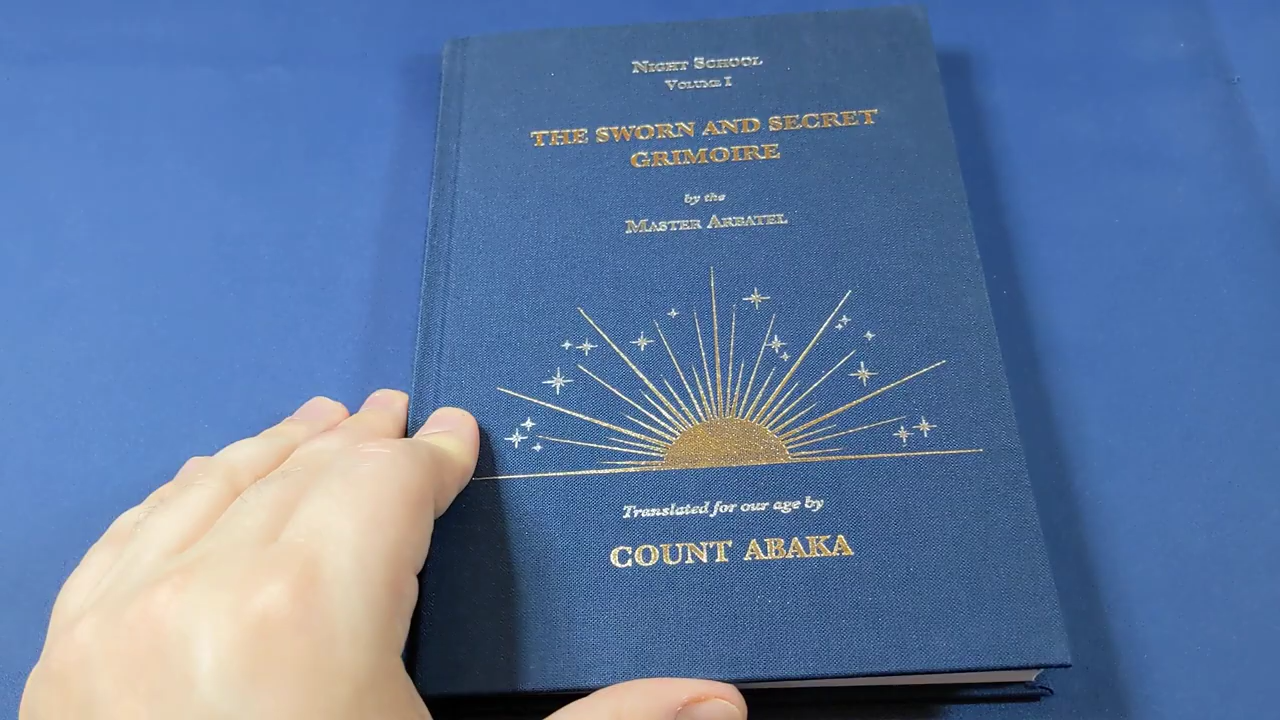 NIGHT SCHOOL
VOLUME I
THE SWORN AND SECRET
GRIMOIRE
by the
MASTER ARBATEL
Translated for our age by
COUNT ABAKA